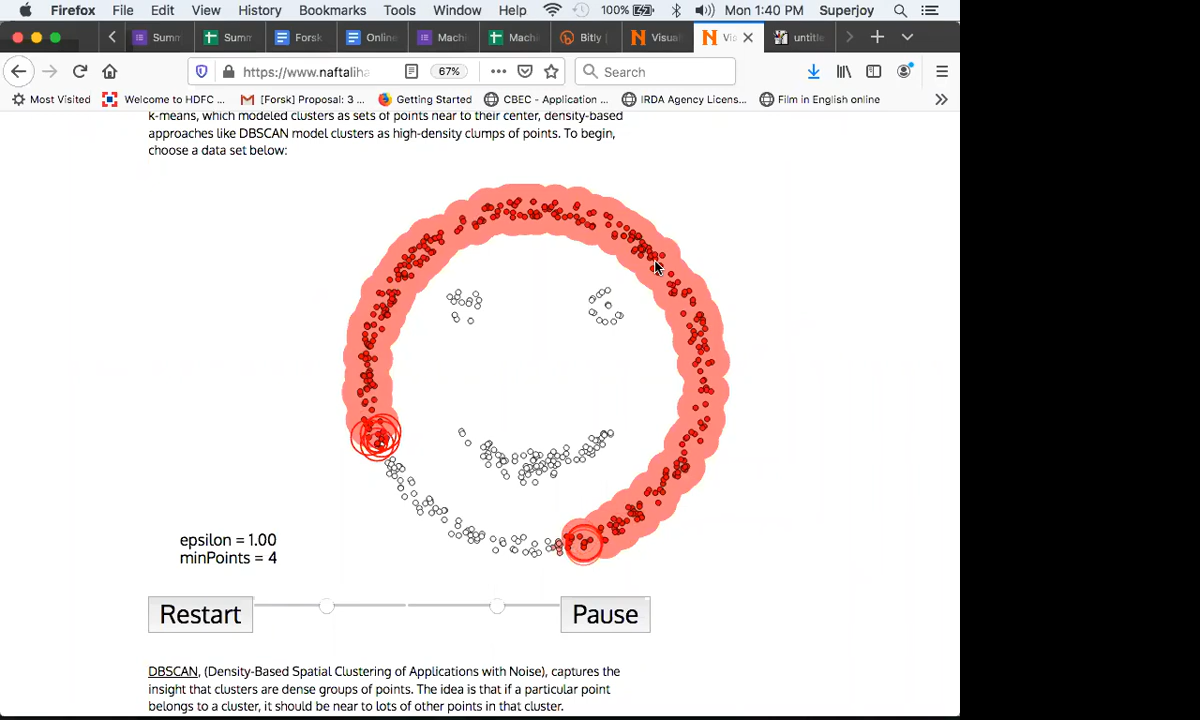 Firefox File Edit View History Bookmarks Tools Window Help 100% Mon 1:40 PM Superjoy
Summ Summ Forsk Online Machi Machi Bitly | Visual Vis untitle
https://www.naftaliha 67% Search
Most Visited Welcome to HDFC ... [Forsk] Proposal: 3 ... Getting Started CBEC - Application ... IRDA Agency Licens... Film in English online
k-means, which modeled clusters as sets of points near to their center, density-based
approaches like DBSCAN model clusters as high-density clumps of points. To begin,
choose a data set below:
epsilon = 1.00
minPoints = 4
Restart Pause
DBSCAN, (Density-Based Spatial Clustering of Applications with Noise), captures the
insight that clusters are dense groups of points. The idea is that if a particular point
belongs to a cluster, it should be near to lots of other points in that cluster.